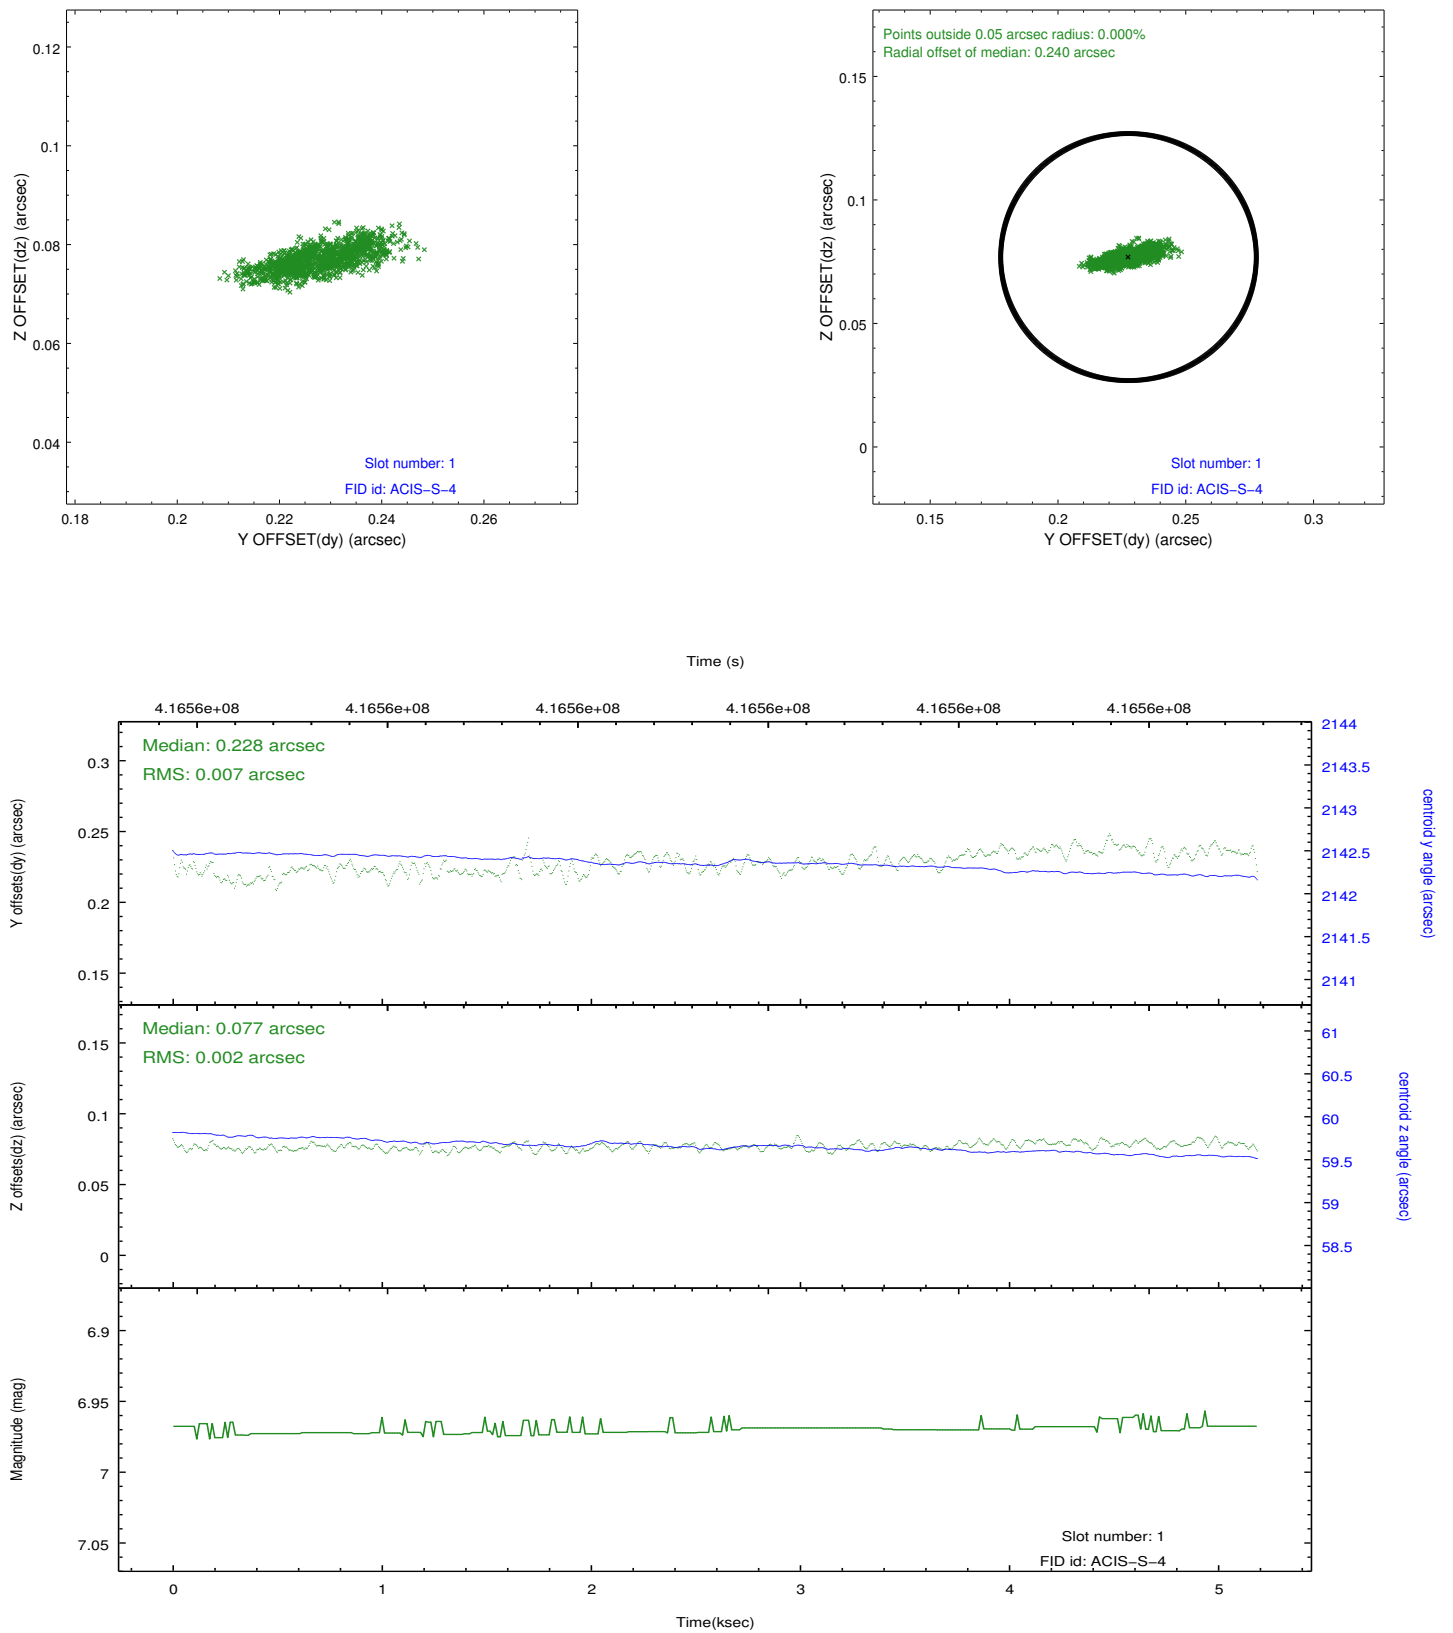 0.12
0.1
0.08
0.06
0.04
Z OFFSET(dz) (arcsec)
Slot number: 1
FID id: ACIS−S−4
0.18 0.2 0.22 0.24 0.26
Y OFFSET(dy) (arcsec)
Points outside 0.05 arcsec radius: 0.000%
Radial offset of median: 0.240 arcsec
0.15
0.1
0.05
0
Z OFFSET(dz) (arcsec)
Slot number: 1
FID id: ACIS−S−4
0.15 0.2 0.25 0.3
Y OFFSET(dy) (arcsec)
Time (s)
4.1656e+08 4.1656e+08 4.1656e+08 4.1656e+08 4.1656e+08 4.1656e+08
Median: 0.228 arcsec
RMS: 0.007 arcsec
0.3
0.25
0.2
0.15
Y offsets(dy) (arcsec)
2144
2143.5
2143
2142.5
2142
2141.5
2141
centroid y angle (arcsec)
Median: 0.077 arcsec
RMS: 0.002 arcsec
0.15
0.1
0.05
0
Z offsets(dz) (arcsec)
61
60.5
60
59.5
59
58.5
centroid z angle (arcsec)
6.9
6.95
7
7.05
Magnitude (mag)
Slot number: 1
FID id: ACIS−S−4
0 1 2 3 4 5
Time(ksec)